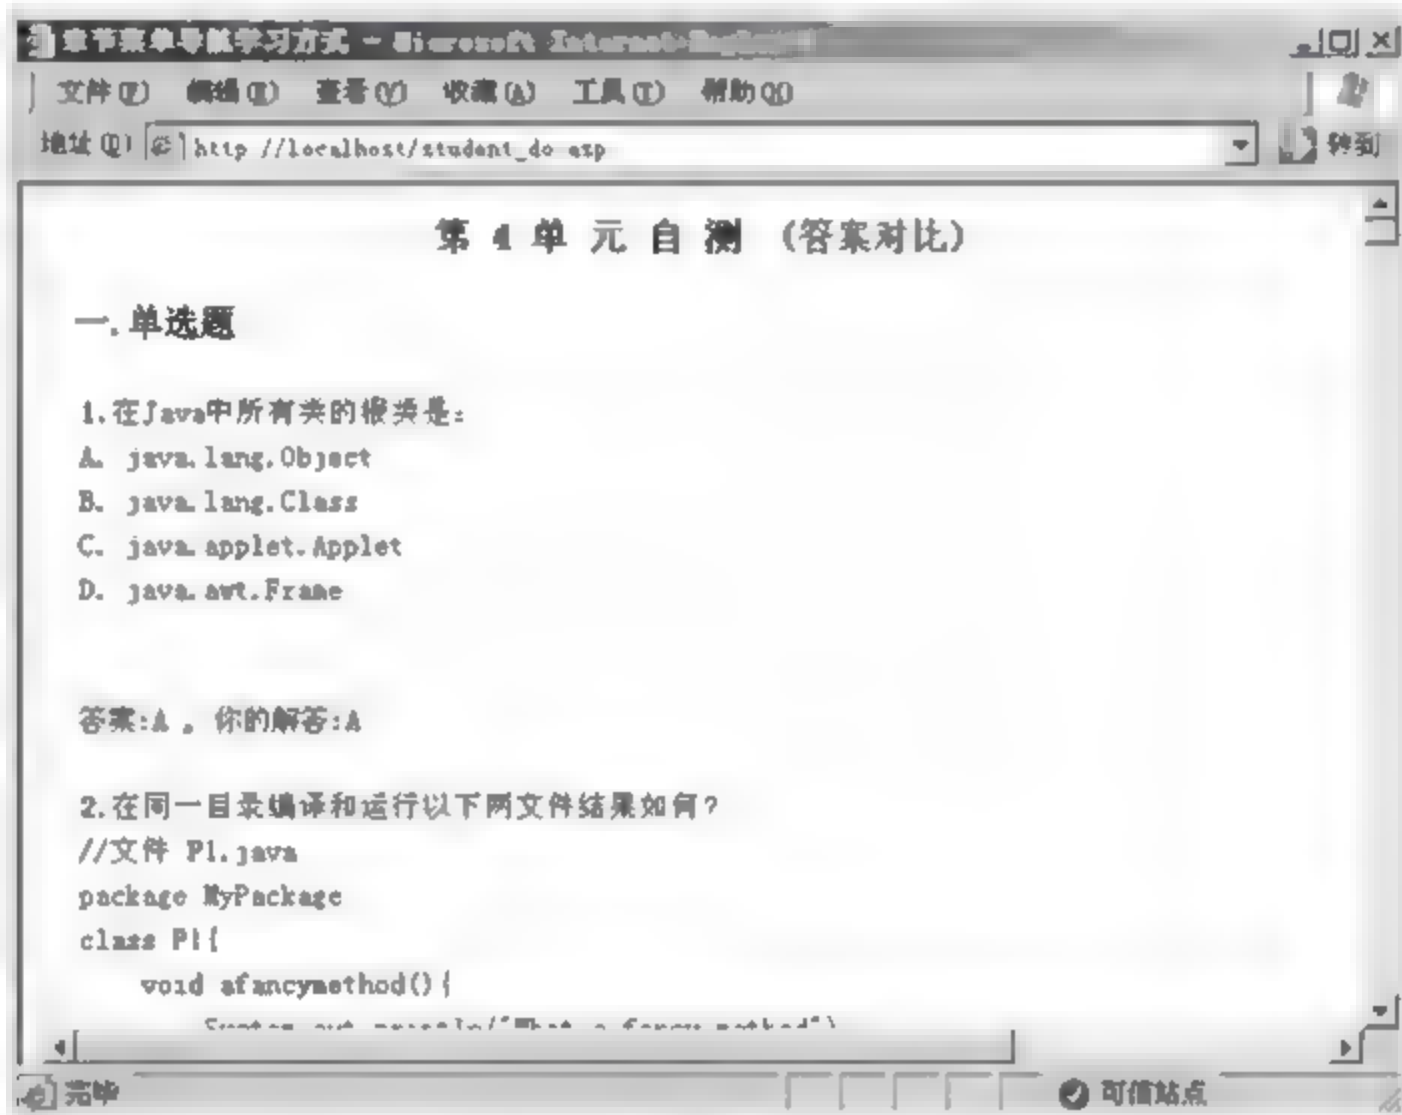 章节菜单导航学习方式 - Microsoft Internet
文件(F) 编辑(E) 查看(V) 收藏(A) 工具(T) 帮助(H)
地址(D) http://localhost/student_do.asp 转到
第 4 单 元 自 测 (答案对比)
一.单选题
1.在Java中所有类的根类是:
A. java.lang.Object
B. java.lang.Class
C. java.applet.Applet
D. java.awt.Frame
答案:A 。你的解答:A
2.在同一目录编译和运行以下两文件结果如何?
//文件 P1.java
package MyPackage
class P1{
void afancymethod(){
System.out.println("What a fancy method")
完毕 可信站点